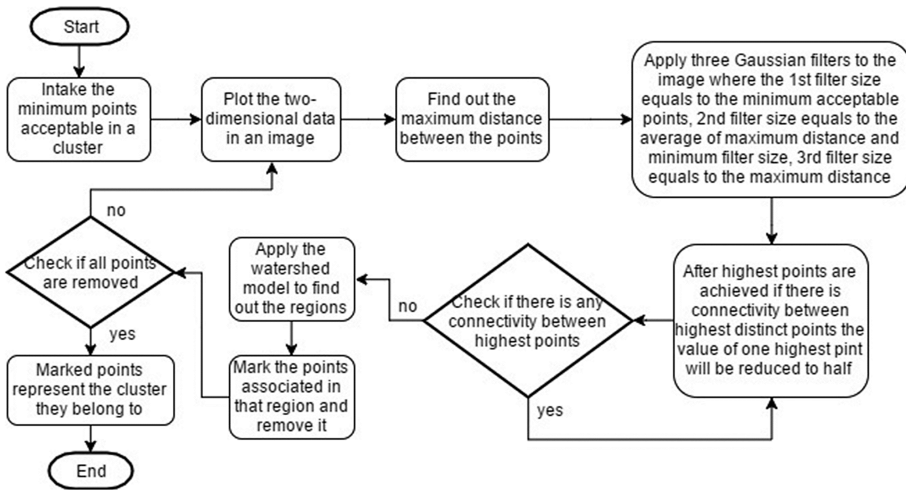 Start
Intake the
minimum points
acceptable in a
cluster
Plot the two-
dimensional data
in an image
Find out the
maximum distance
between the points
Apply three Gaussian filters to the
image where the 1st filter size
equals to the minimum acceptable
points, 2nd filter size equals to the
average of maximum distance and
minimum filter size, 3rd filter size
equals to the maximum distance
After highest points are
achieved if there is
connectivity between
highest distinct points the
value of one highest pint
will be reduced to half
Check if there is any
connectivity between
highest points
yes
no
Apply the
watershed
model to find
out the regions
Mark the points
associated in
that region and
remove it
Check if all points
are removed
no
yes
Marked points
represent the cluster
they belong to
End